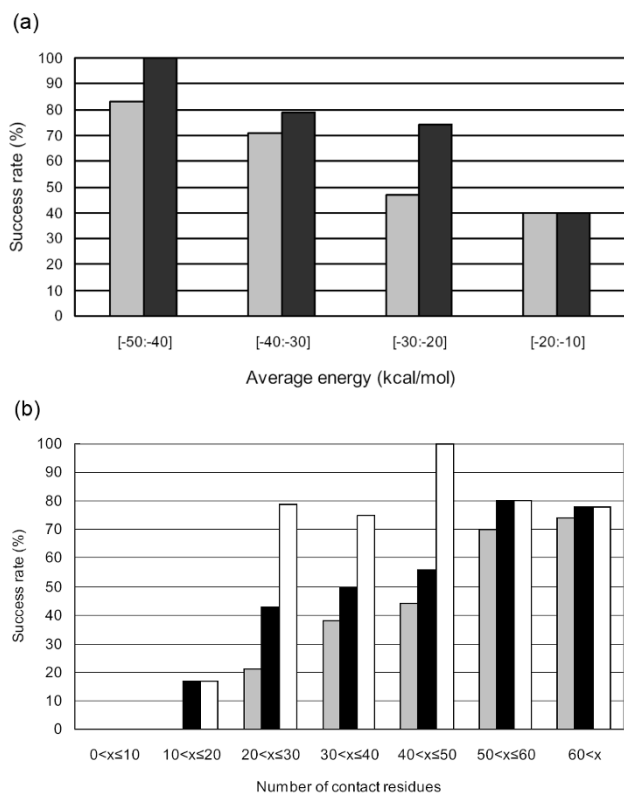 (a)
100
90
80
70
60
50
40
30
20
10
0
Success rate (%)
[-50:-40] [-40:-30] [-30:-20] [-20:-10]
Average energy (kcal/mol)
(b)
100
90
80
70
60
50
40
30
20
10
0
Success rate (%)
0<x≤10 10<x≤20 20<x≤30 30<x≤40 40<x≤50 50<x≤60 60<x
Number of contact residues